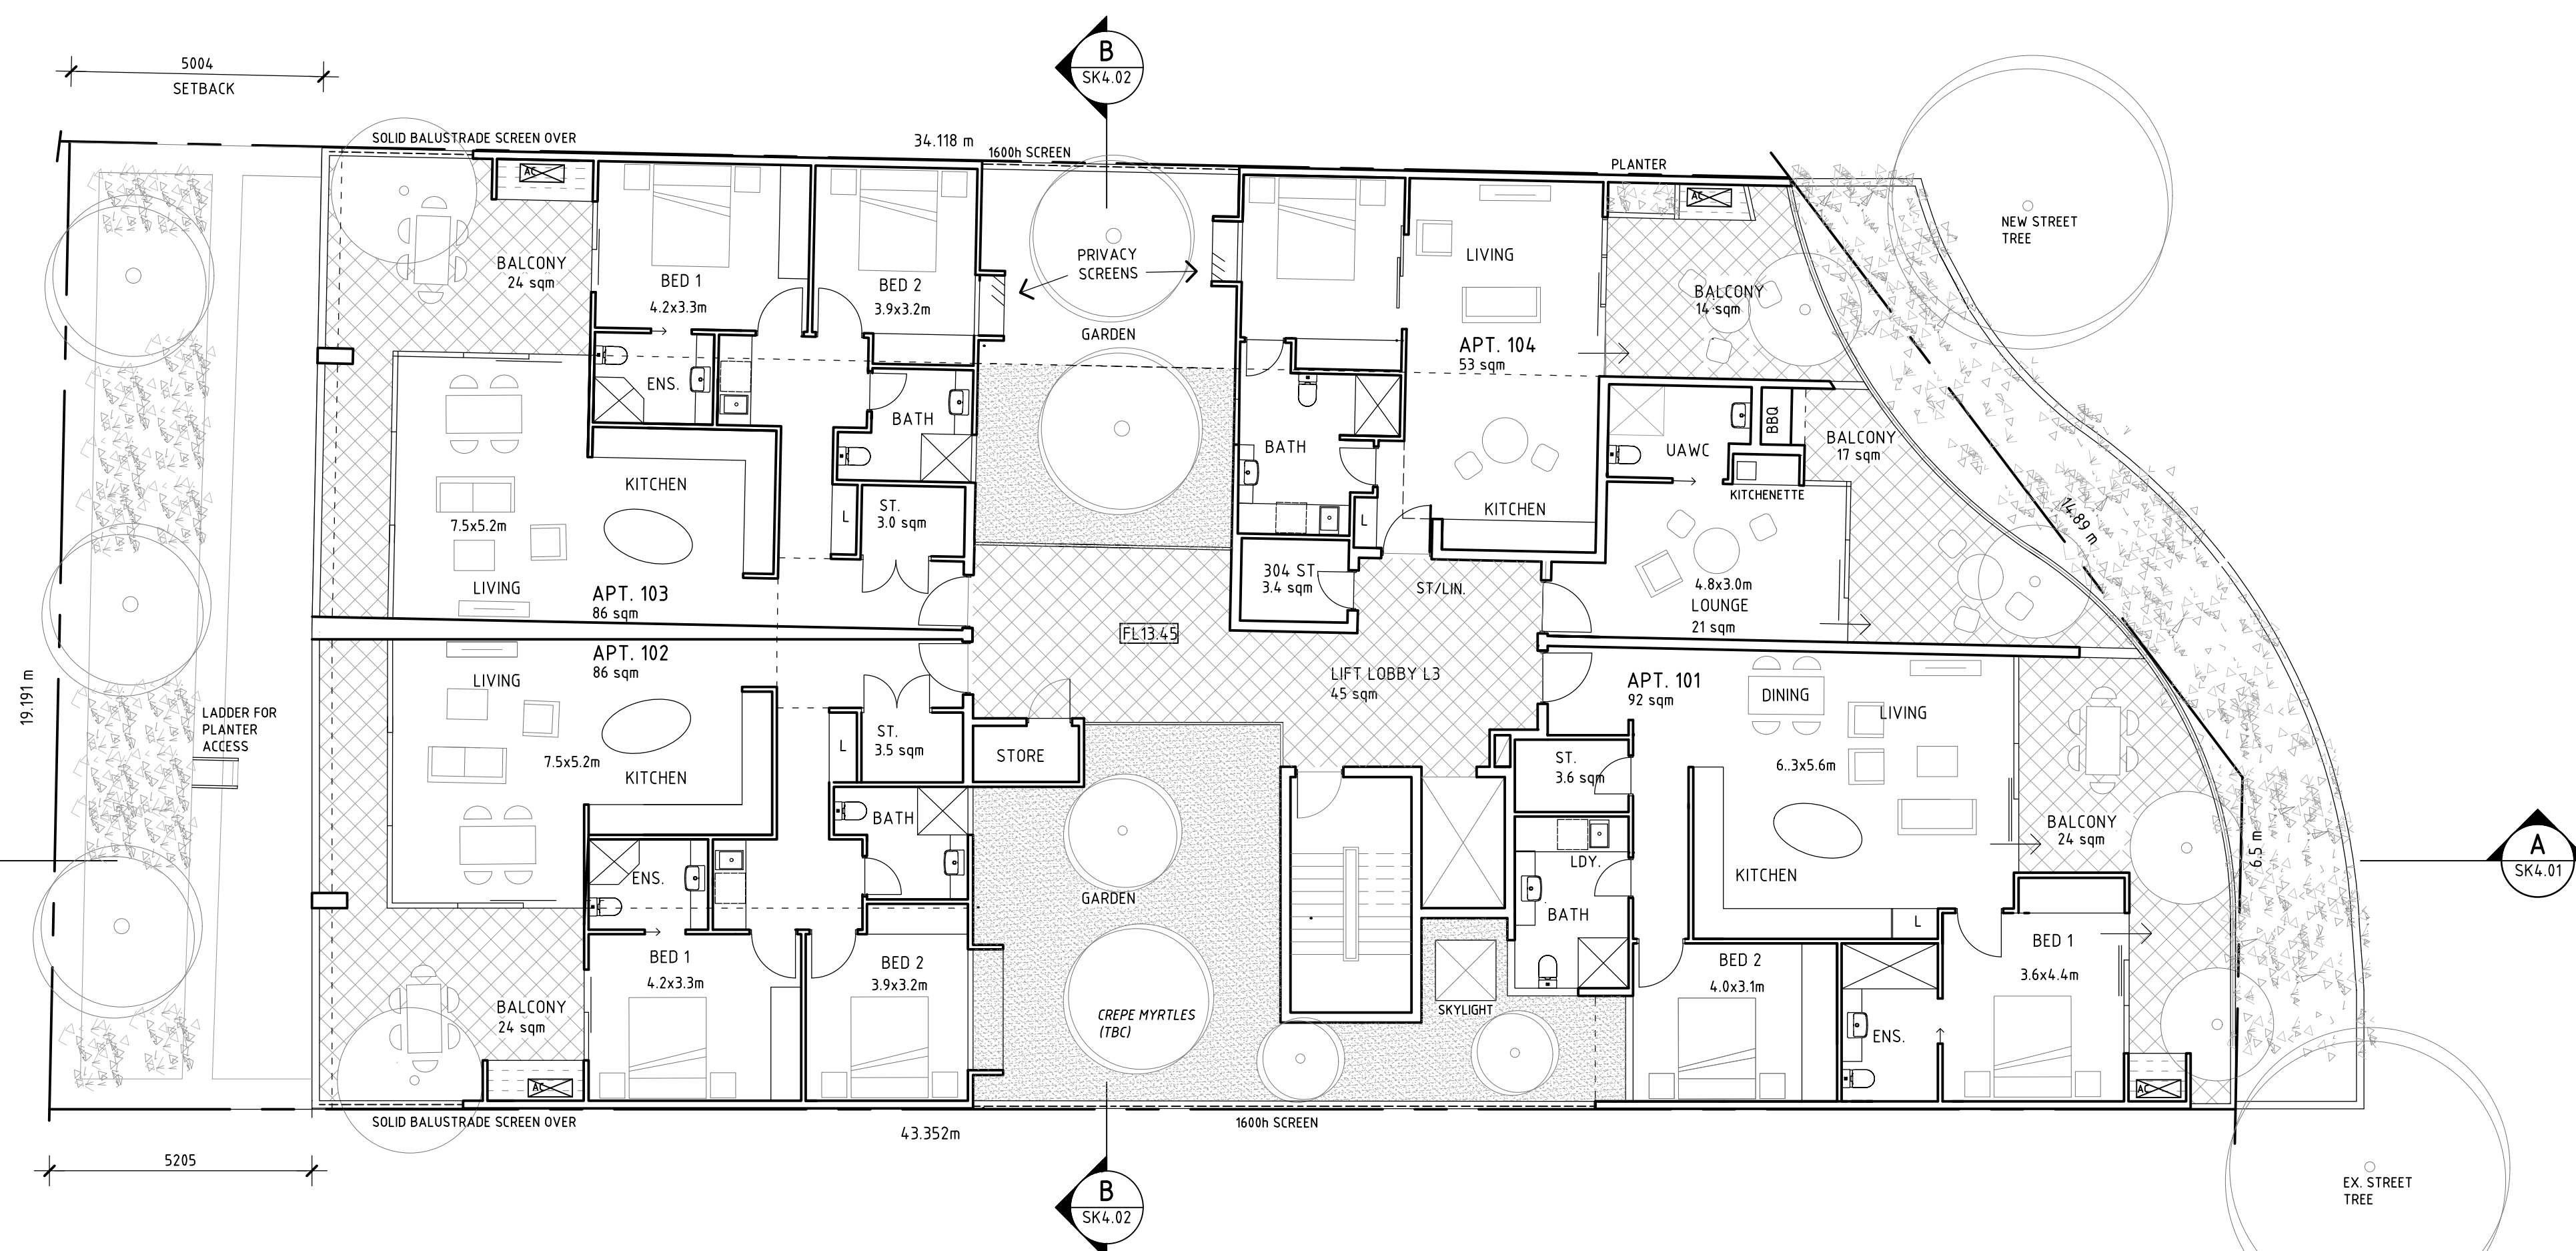 B
SK4.02
5004
SETBACK
SOLID BALUSTRADE SCREEN OVER
34.118 m
1600h SCREEN
PLANTER
AC
AC
NEW STREET
TREE
BALCONY
24 sqm
BED 1
4.2x3.3m
BED 2
3.9x3.2m
PRIVACY
SCREENS
GARDEN
LIVING
APT. 104
53 sqm
BALCONY
14 sqm
ENS.
BATH
BATH
UAWC
BBQ
BALCONY
17 sqm
KITCHENETTE
KITCHEN
7.5x5.2m
L
ST.
3.0 sqm
L
KITCHEN
14.89 m
LIVING
APT. 103
86 sqm
304 ST
3.4 sqm
ST/LIN.
4.8x3.0m
LOUNGE
21 sqm
FL13.45
APT. 102
86 sqm
LIVING
LIFT LOBBY L3
45 sqm
APT. 101
92 sqm
DINING
LIVING
19.191 m
LADDER FOR
PLANTER
ACCESS
7.5x5.2m
KITCHEN
L
ST.
3.5 sqm
STORE
ST.
3.6 sqm
6..3x5.6m
BATH
BALCONY
24 sqm
6.5 m
A
SK4.01
ENS.
GARDEN
LDY.
BATH
KITCHEN
L
BED 1
4.2x3.3m
BED 2
3.9x3.2m
BED 2
4.0x3.1m
BED 1
3.6x4.4m
BALCONY
24 sqm
CREPE MYRTLES
(TBC)
SKYLIGHT
ENS.
AC
AC
SOLID BALUSTRADE SCREEN OVER
43.352m
1600h SCREEN
5205
B
SK4.02
EX. STREET
TREE